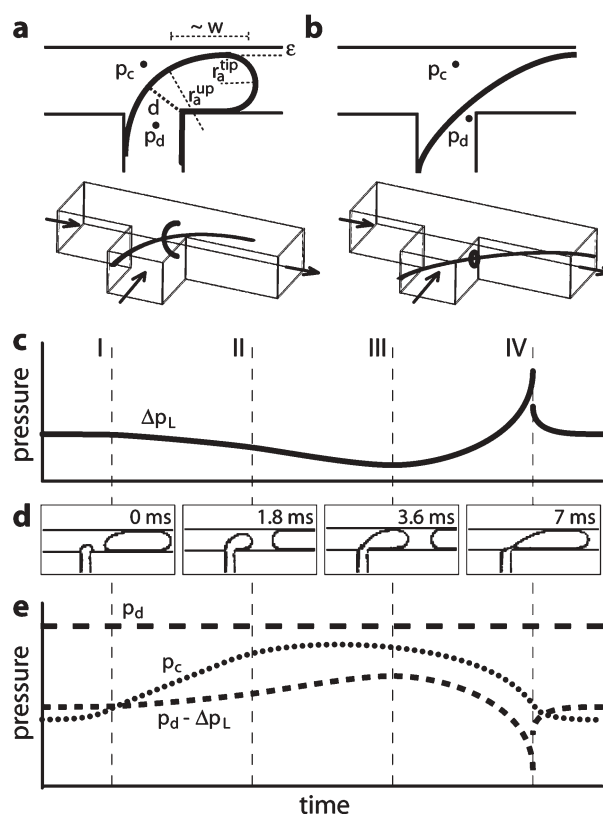 a
~ w
ε
p_c
r_a^tip
r_a^up
d
p_d
b
p_c
p_d
c
I
II
III
IV
pressure
Δp_L
d
0 ms
1.8 ms
3.6 ms
7 ms
e
pressure
p_d
p_c
p_d - Δp_L
time